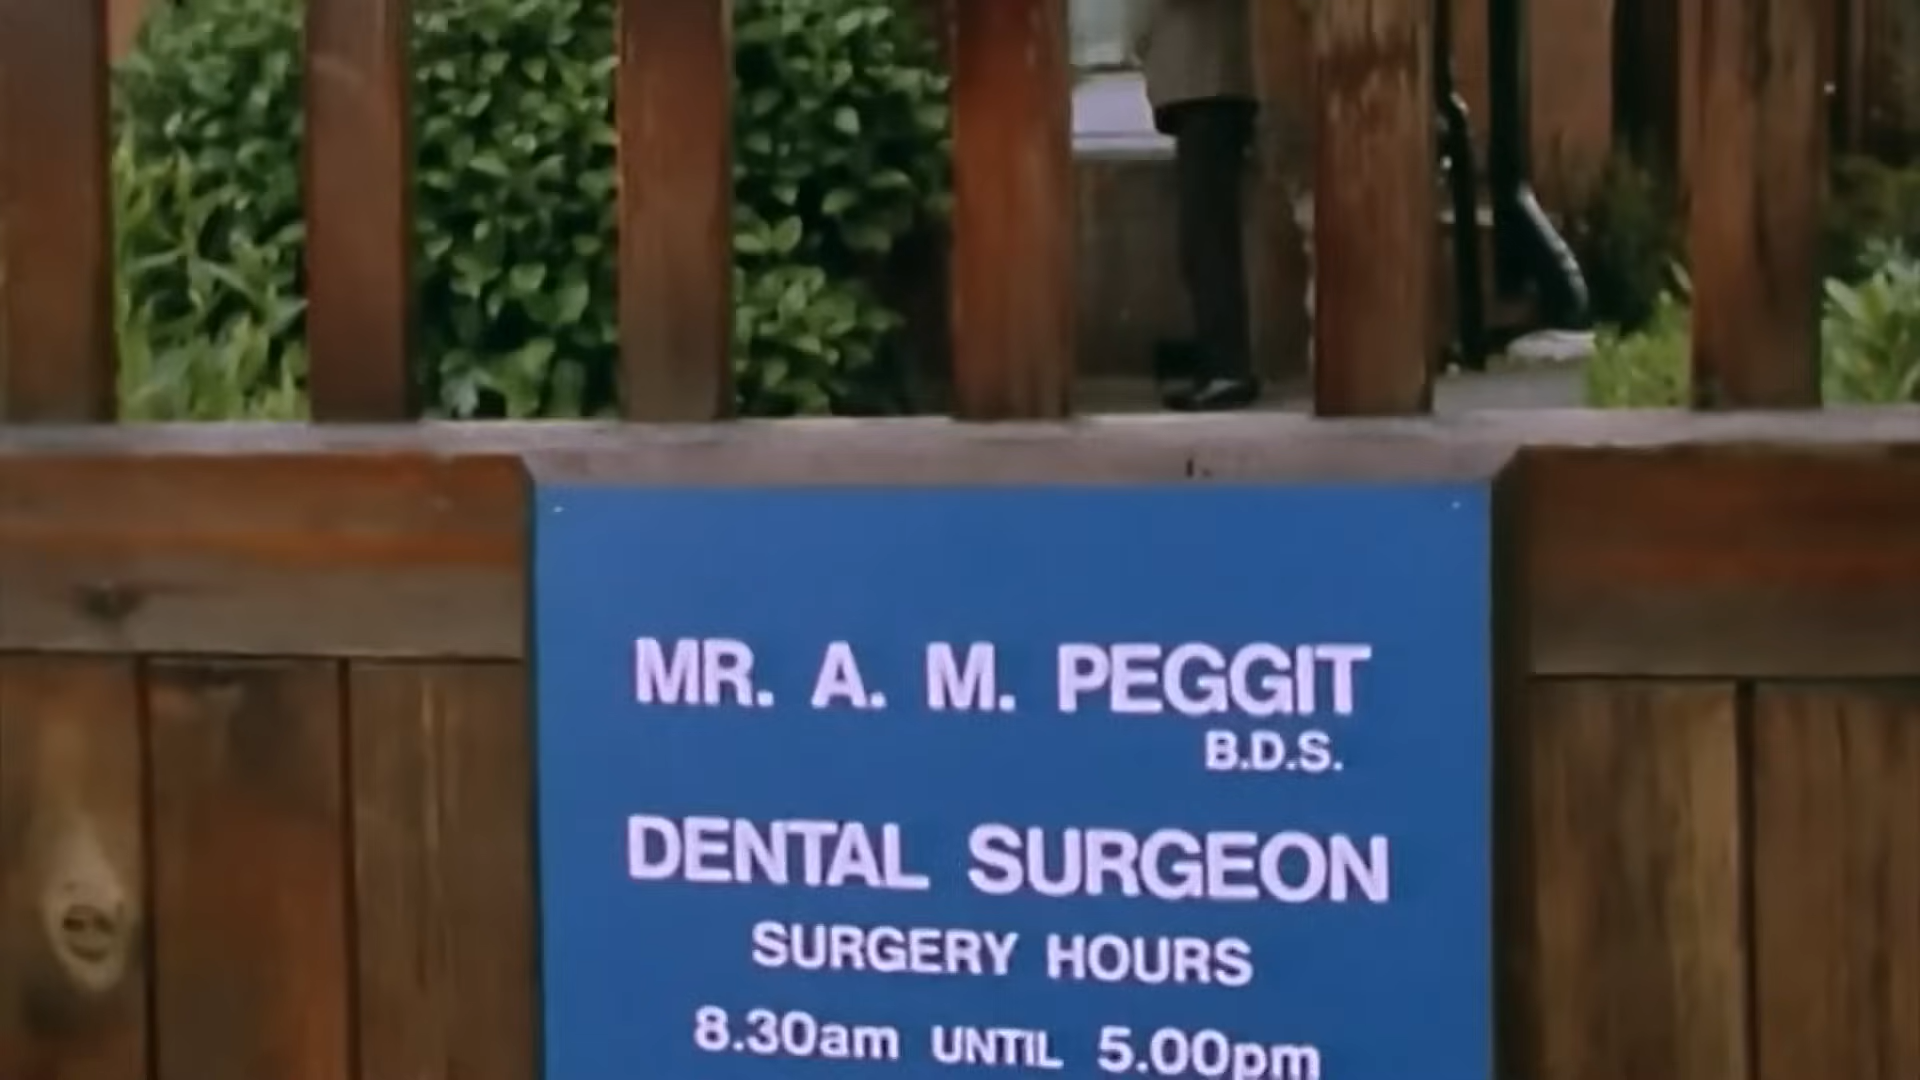 MR. A. M. PEGGIT
B.D.S.
DENTAL SURGEON
SURGERY HOURS
8.30am UNTIL 5.00pm